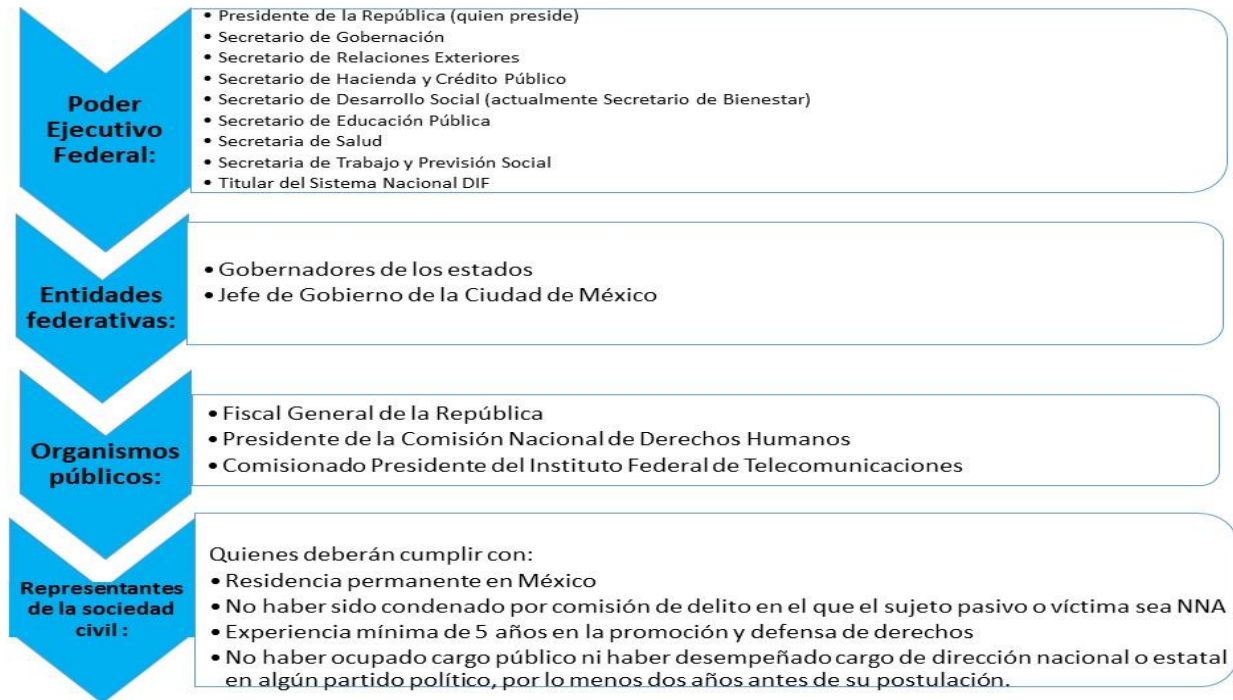 Poder
Ejecutivo
Federal:
• Presidente de la República (quien preside)
• Secretario de Gobernación
• Secretario de Relaciones Exteriores
• Secretario de Hacienda y Crédito Público
• Secretario de Desarrollo Social (actualmente Secretario de Bienestar)
• Secretario de Educación Pública
• Secretaria de Salud
• Secretaria de Trabajo y Previsión Social
• Titular del Sistema Nacional DIF
Entidades
federativas:
• Gobernadores de los estados
• Jefe de Gobierno de la Ciudad de México
Organismos
públicos:
• Fiscal General de la República
• Presidente de la Comisión Nacional de Derechos Humanos
• Comisionado Presidente del Instituto Federal de Telecomunicaciones
Representantes
de la sociedad
civil :
Quienes deberán cumplir con:
• Residencia permanente en México
• No haber sido condenado por comisión de delito en el que el sujeto pasivo o víctima sea NNA
• Experiencia mínima de 5 años en la promoción y defensa de derechos
• No haber ocupado cargo público ni haber desempeñado cargo de dirección nacional o estatal
en algún partido político, por lo menos dos años antes de su postulación.